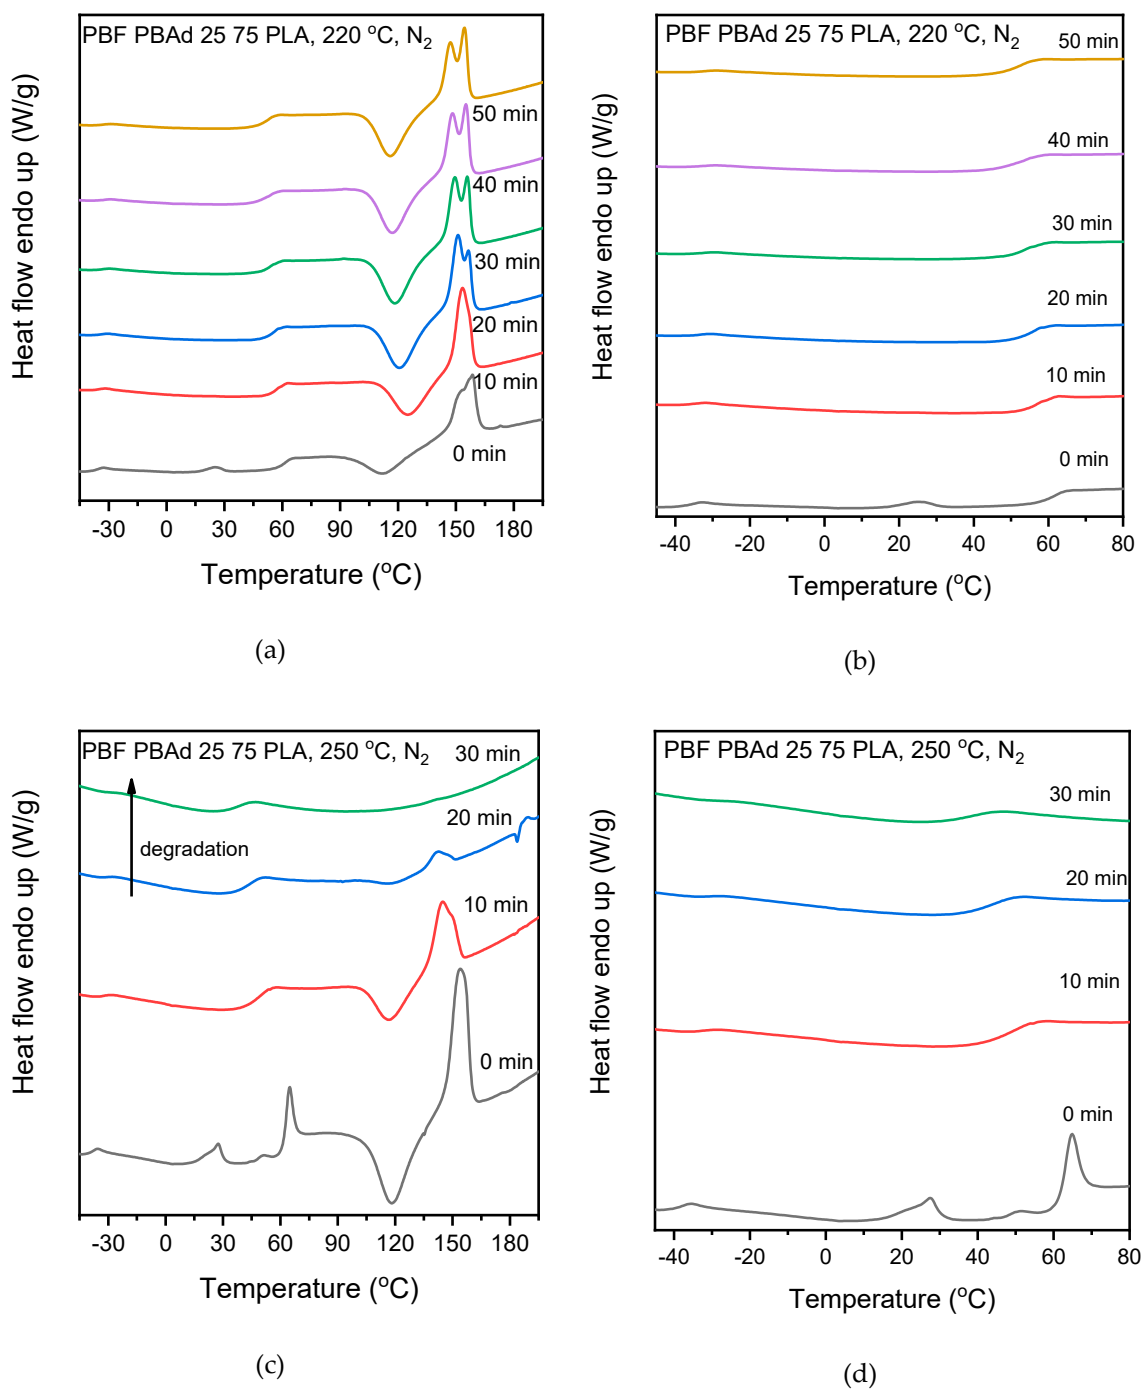 PBF PBAd 25 75 PLA, 220 °C, N₂
Heat flow endo up (W/g)
50 min
40 min
30 min
20 min
10 min
0 min
-30 0 30 60 90 120 150 180
Temperature (°C)
(a)
PBF PBAd 25 75 PLA, 220 °C, N₂
Heat flow endo up (W/g)
50 min
40 min
30 min
20 min
10 min
0 min
-40 -20 0 20 40 60 80
Temperature (°C)
(b)
PBF PBAd 25 75 PLA, 250 °C, N₂
Heat flow endo up (W/g)
30 min
20 min
degradation
10 min
0 min
-30 0 30 60 90 120 150 180
Temperature (°C)
(c)
PBF PBAd 25 75 PLA, 250 °C, N₂
Heat flow endo up (W/g)
30 min
20 min
10 min
0 min
-40 -20 0 20 40 60 80
Temperature (°C)
(d)